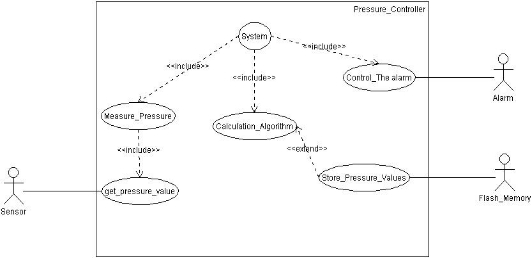 Pressure_Controller
System
<<include>>
<<include>>
<<include>>
Control_The alarm
Alarm
Measure_Pressure
Calculation_Algorithm
<<include>>
<<extend>>
Store_Pressure_Values
get_pressure_value
Sensor
Flash_Memory